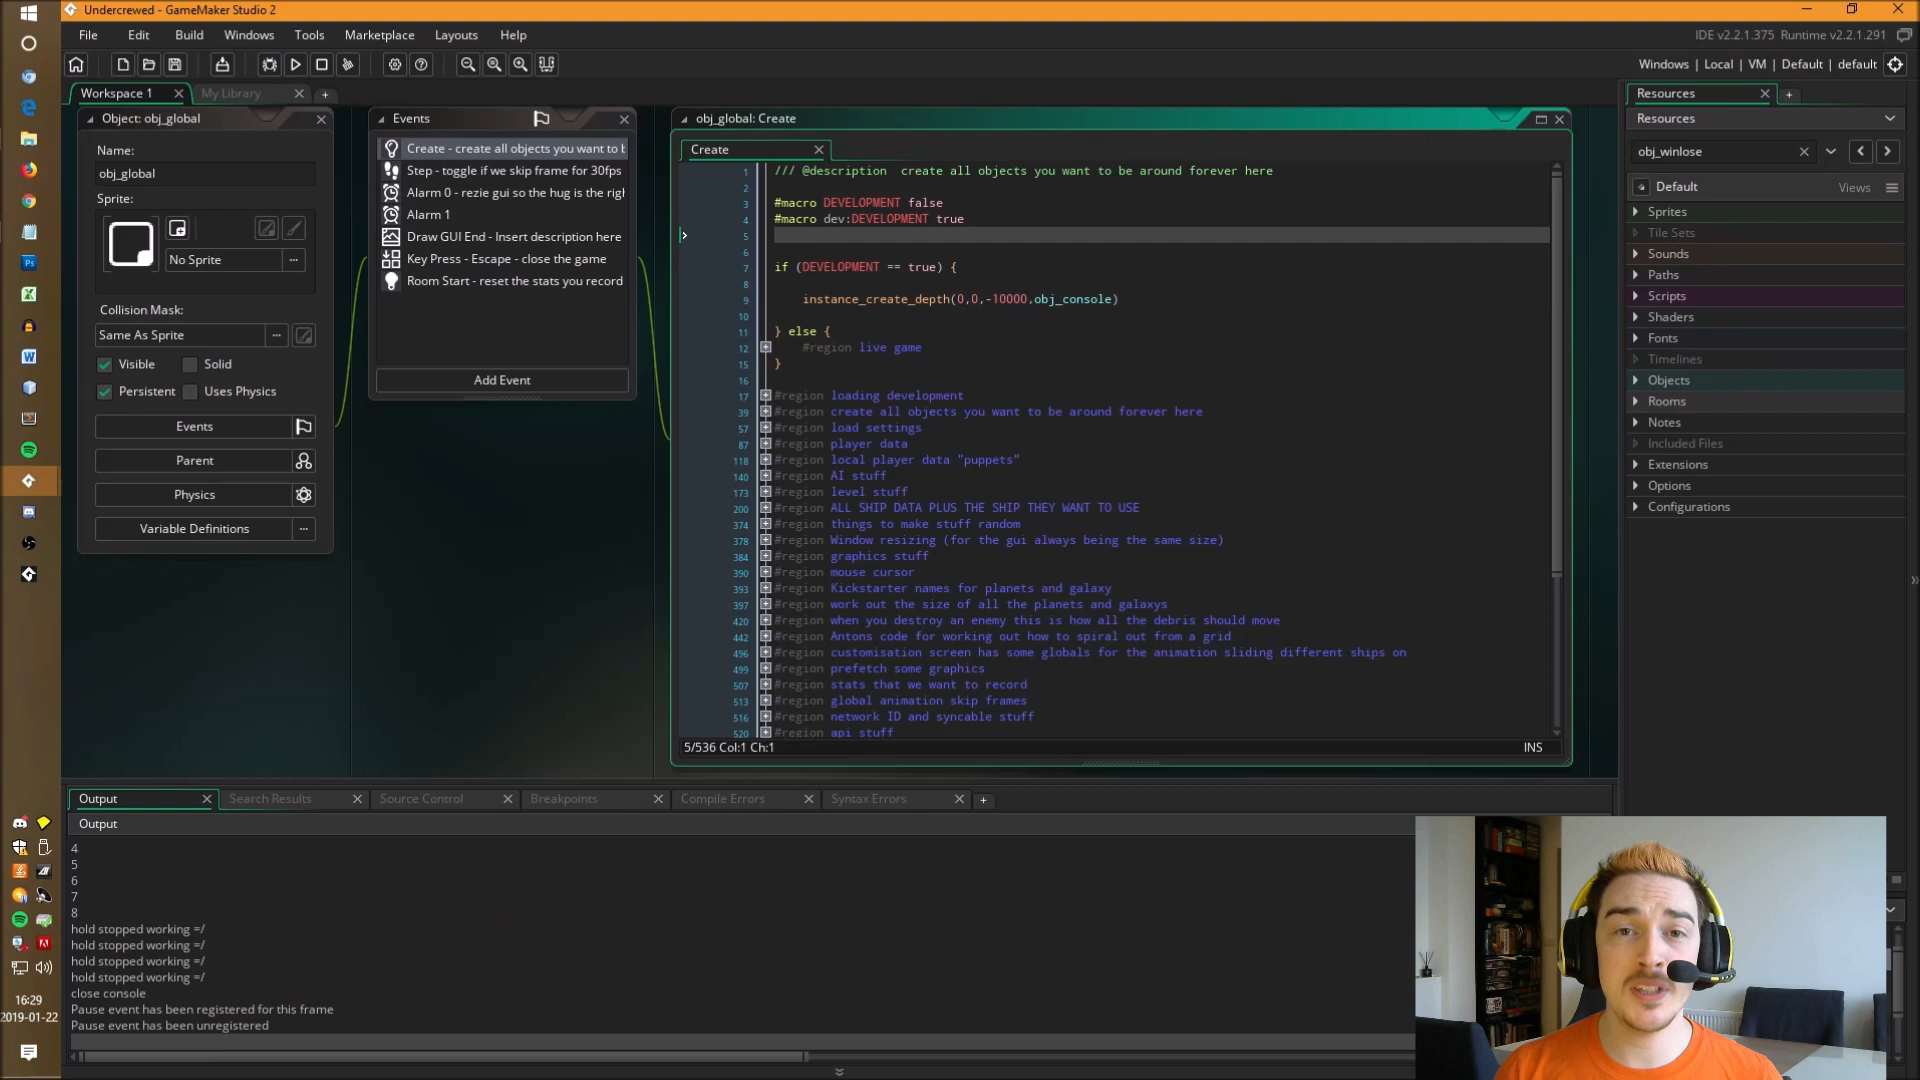 Undercrewed - GameMaker Studio 2
File Edit Build Windows Tools Marketplace Layouts Help
IDE v2.2.1.375 Runtime v2.2.1.291
Windows | Local | VM | Default | default
Workspace 1
My Library
Object: obj_global
Name:
obj_global
Sprite:
No Sprite
Collision Mask:
Same As Sprite
Visible
Solid
Persistent
Uses Physics
Events
Parent
Physics
Variable Definitions
Events
Create - create all objects you want to b
Step - toggle if we skip frame for 30fps
Alarm 0 - rezie gui so the hug is the righ
Alarm 1
Draw GUI End - Insert description here
Key Press - Escape - close the game
Room Start - reset the stats you record
Add Event
obj_global: Create
Create
1 /// @description create all objects you want to be around forever here
2
3 #macro DEVELOPMENT false
4 #macro dev:DEVELOPMENT true
5
6
7 if (DEVELOPMENT == true) {
8
9 instance_create_depth(0,0,-10000,obj_console)
10
11 } else {
12 #region live game
15 }
16
17 #region loading development
39 #region create all objects you want to be around forever here
57 #region load settings
87 #region player data
118 #region local player data "puppets"
140 #region AI stuff
173 #region level stuff
200 #region ALL SHIP DATA PLUS THE SHIP THEY WANT TO USE
374 #region things to make stuff random
378 #region Window resizing (for the gui always being the same size)
384 #region graphics stuff
390 #region mouse cursor
393 #region Kickstarter names for planets and galaxy
397 #region work out the size of all the planets and galaxys
420 #region when you destroy an enemy this is how all the debris should move
442 #region Antons code for working out how to spiral out from a grid
496 #region customisation screen has some globals for the animation sliding different ships on
499 #region prefetch some graphics
507 #region stats that we want to record
513 #region global animation skip frames
516 #region network ID and syncable stuff
520 #region api stuff
5/536 Col:1 Ch:1
INS
Resources
Resources
obj_winlose
Default
Views
Sprites
Tile Sets
Sounds
Paths
Scripts
Shaders
Fonts
Timelines
Objects
Rooms
Notes
Included Files
Extensions
Options
Configurations
Output
Search Results
Source Control
Breakpoints
Compile Errors
Syntax Errors
Output
4
5
6
7
8
hold stopped working =/
hold stopped working =/
hold stopped working =/
hold stopped working =/
close console
Pause event has been registered for this frame
Pause event has been unregistered
16:29
2019-01-22